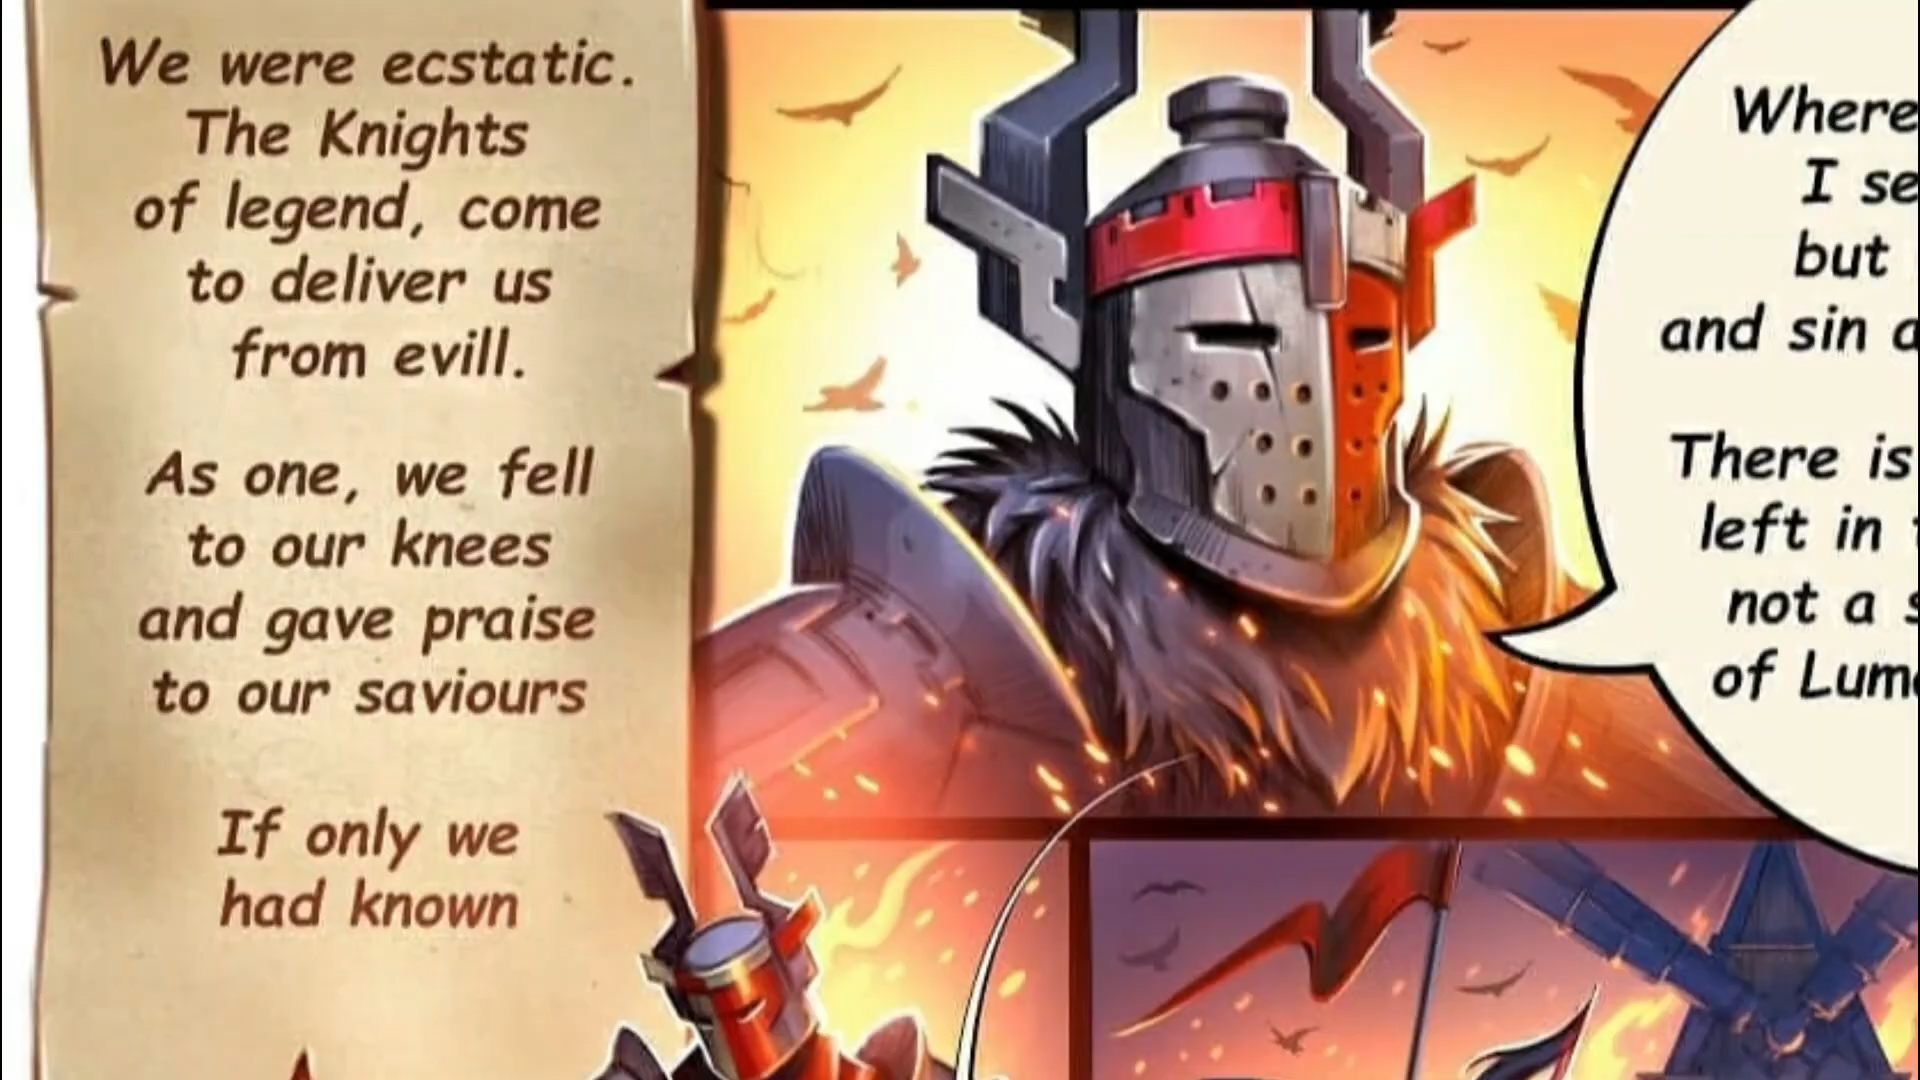 We were ecstatic.
The Knights
of legend, come
to deliver us
from evill.
As one, we fell
to our knees
and gave praise
to our saviours
If only we
had known
Where
I se
but
and sin a
There is
left in
not a s
of Lum